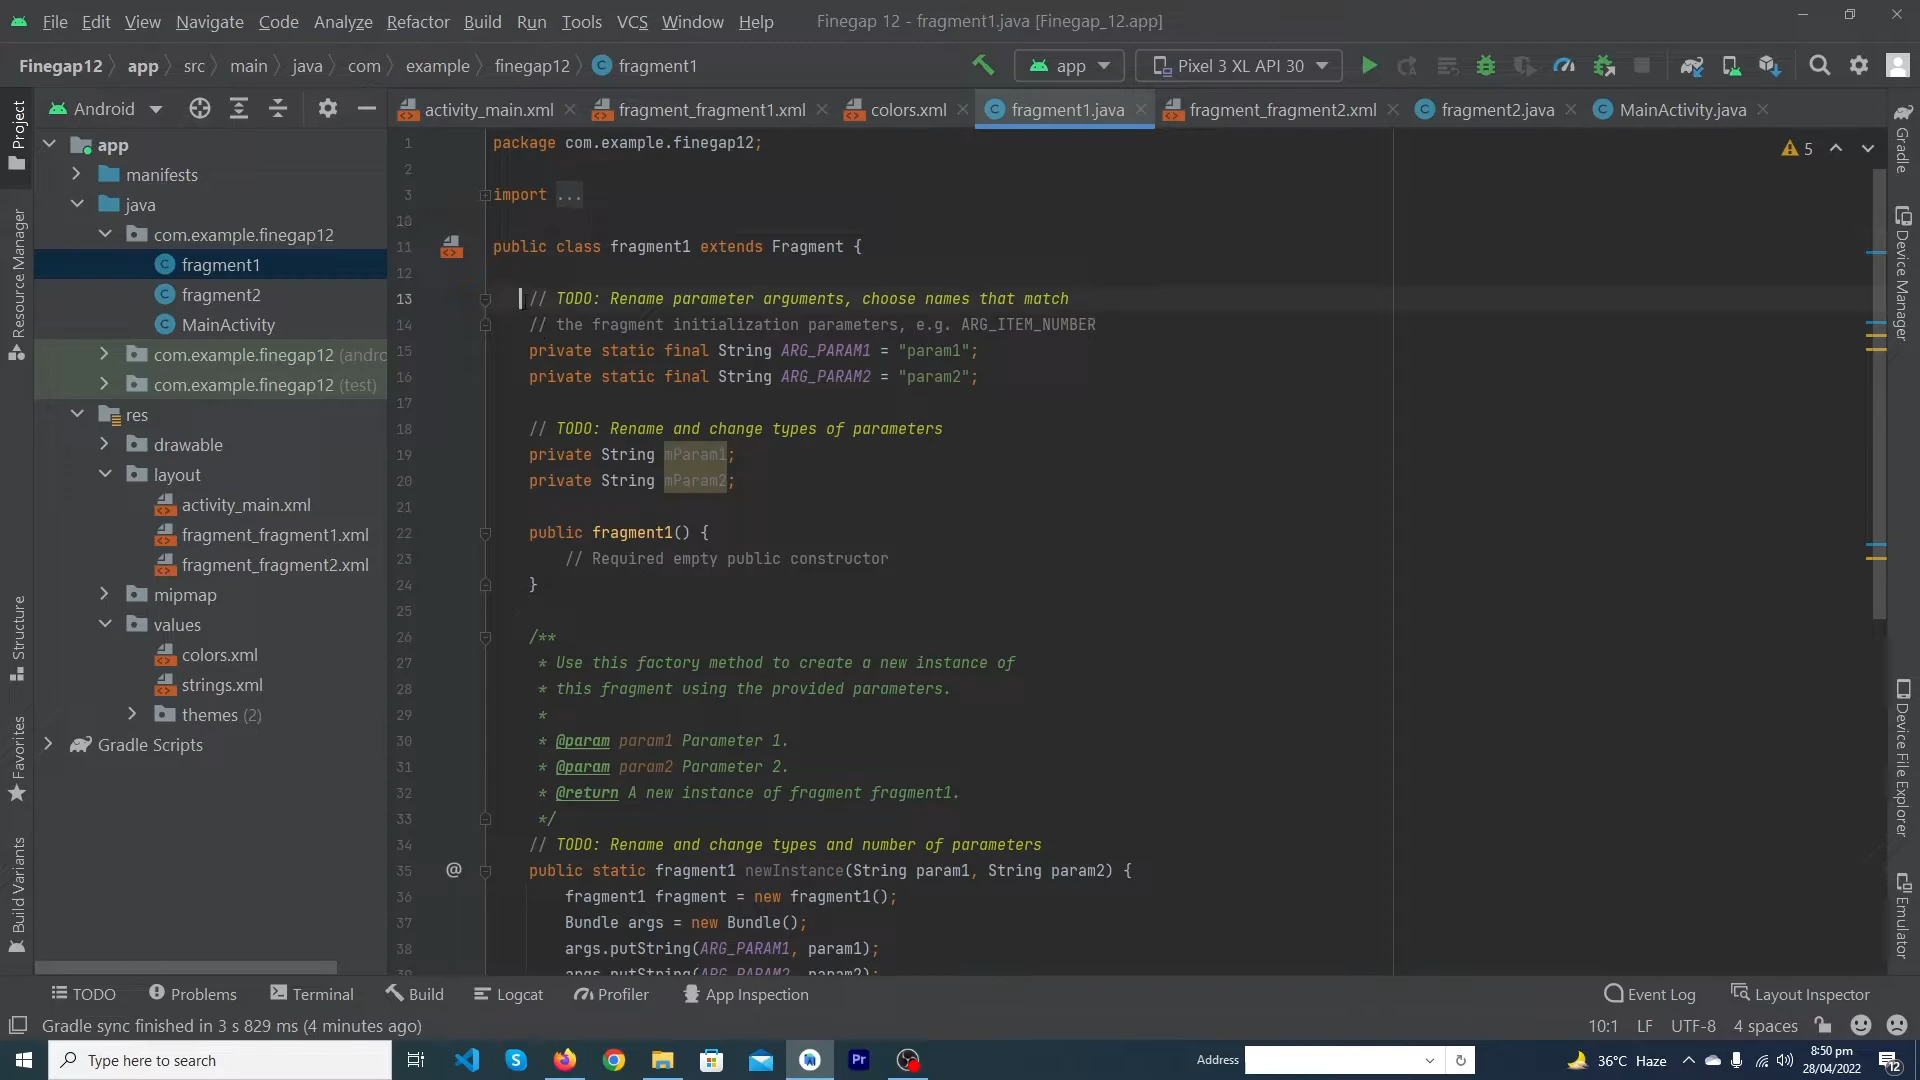 File Edit View Navigate Code Analyze Refactor Build Run Tools VCS Window Help Finegap 12 - fragment1.java [Finegap_12.app]
Finegap12 app src main java com example finegap12 fragment1 app Pixel 3 XL API 30
Android activity_main.xml fragment_fragment1.xml colors.xml fragment1.java fragment_fragment2.xml fragment2.java MainActivity.java
Project
Resource Manager
Structure
Favorites
Build Variants
app
manifests
java
com.example.finegap12
fragment1
fragment2
MainActivity
com.example.finegap12 (andro
com.example.finegap12 (test)
res
drawable
layout
activity_main.xml
fragment_fragment1.xml
fragment_fragment2.xml
mipmap
values
colors.xml
strings.xml
themes (2)
Gradle Scripts
1 package com.example.finegap12;
2
3 import ...
10
11 public class fragment1 extends Fragment {
12
13 // TODO: Rename parameter arguments, choose names that match
14 // the fragment initialization parameters, e.g. ARG_ITEM_NUMBER
15 private static final String ARG_PARAM1 = "param1";
16 private static final String ARG_PARAM2 = "param2";
17
18 // TODO: Rename and change types of parameters
19 private String mParam1;
20 private String mParam2;
21
22 public fragment1() {
23 // Required empty public constructor
24 }
25
26 /**
27 * Use this factory method to create a new instance of
28 * this fragment using the provided parameters.
29 *
30 * @param param1 Parameter 1.
31 * @param param2 Parameter 2.
32 * @return A new instance of fragment fragment1.
33 */
34 // TODO: Rename and change types and number of parameters
35 @ public static fragment1 newInstance(String param1, String param2) {
36 fragment1 fragment = new fragment1();
37 Bundle args = new Bundle();
38 args.putString(ARG_PARAM1, param1);
39 args.putString(ARG_PARAM2, param2);
5
Gradle
Device Manager
Device File Explorer
Emulator
TODO Problems Terminal Build Logcat Profiler App Inspection Event Log Layout Inspector
Gradle sync finished in 3 s 829 ms (4 minutes ago) 10:1 LF UTF-8 4 spaces
Type here to search Address 36°C Haze 8:50 pm
28/04/2022
12